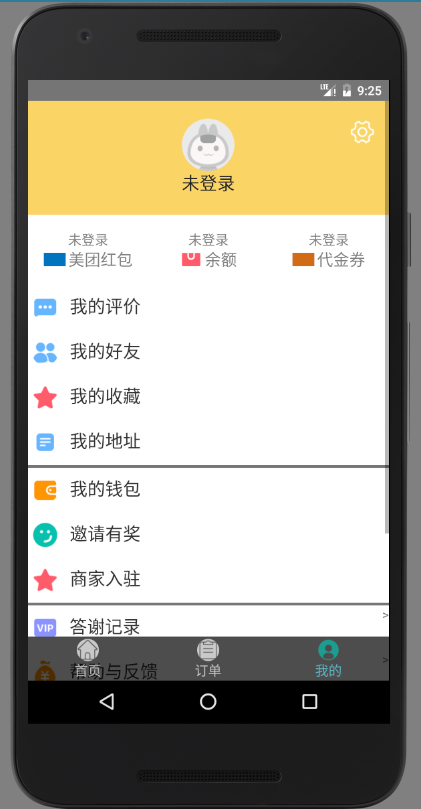 LTE 9:25
未登录
未登录 未登录 未登录
美团红包 余额 代金券
我的评价
我的好友
我的收藏
我的地址
我的钱包
邀请有奖
商家入驻
>
VIP 答谢记录
>
¥ 帮助与反馈
首页 订单 我的